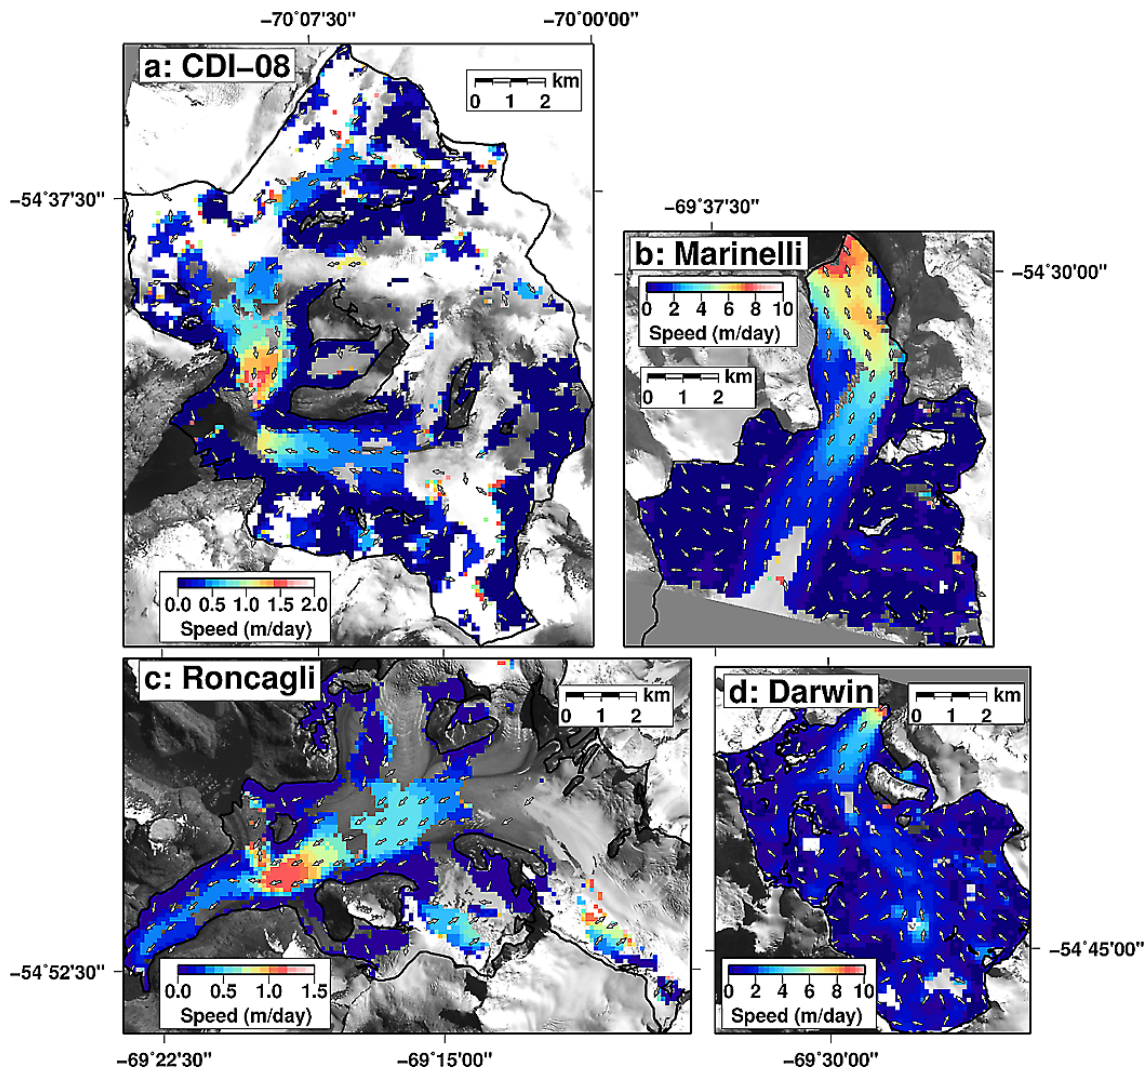 −70˚07'30"
−70˚00'00"
a: CDI−08
km
0 1 2
−54˚37'30"
0.0 0.5 1.0 1.5 2.0
Speed (m/day)
−69˚37'30"
b: Marinelli
0 2 4 6 8 10
Speed (m/day)
km
0 1 2
−54˚30'00"
c: Roncagli
km
0 1 2
−54˚52'30"
0.0 0.5 1.0 1.5
Speed (m/day)
−69˚22'30"
−69˚15'00"
d: Darwin
km
0 1 2
−54˚45'00"
0 2 4 6 8 10
Speed (m/day)
−69˚30'00"